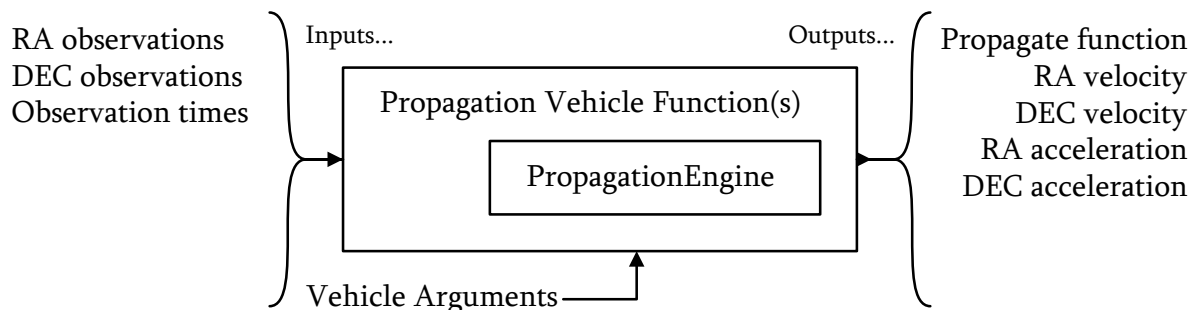 RA observations
DEC observations
Observation times
Inputs...
Outputs...
Propagation Vehicle Function(s)
PropagationEngine
Vehicle Arguments
Propagate function
RA velocity
DEC velocity
RA acceleration
DEC acceleration